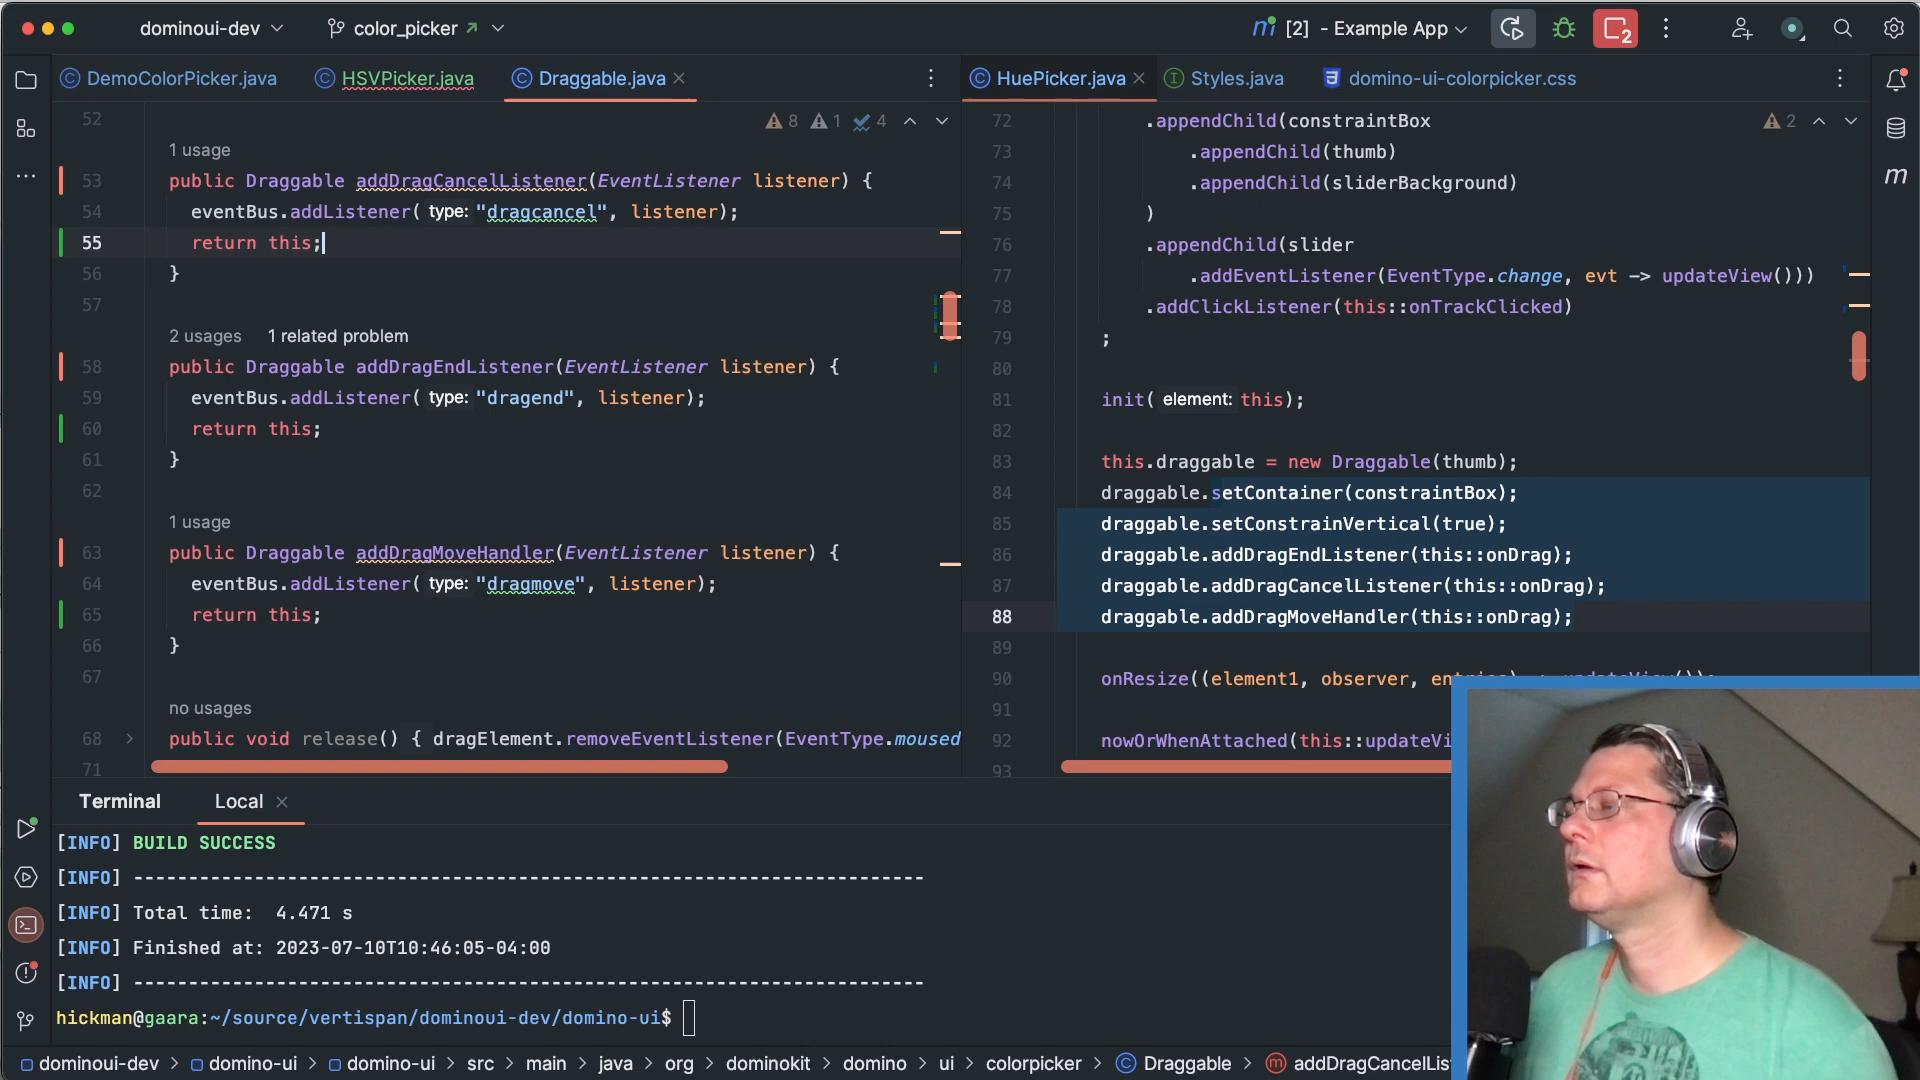 dominoui-dev
color_picker
[2] - Example App
2
DemoColorPicker.java
HSVPicker.java
Draggable.java
HuePicker.java
Styles.java
domino-ui-colorpicker.css
8 1 4
52
1 usage
53 public Draggable addDragCancelListener(EventListener listener) {
54 eventBus.addListener( type: "dragcancel", listener);
55 return this;
56 }
57
2 usages 1 related problem
58 public Draggable addDragEndListener(EventListener listener) {
59 eventBus.addListener( type: "dragend", listener);
60 return this;
61 }
62
1 usage
63 public Draggable addDragMoveHandler(EventListener listener) {
64 eventBus.addListener( type: "dragmove", listener);
65 return this;
66 }
67
no usages
68 public void release() { dragElement.removeEventListener(EventType.moused
71
2
72 .appendChild(constraintBox
73 .appendChild(thumb)
74 .appendChild(sliderBackground)
75 )
76 .appendChild(slider
77 .addEventListener(EventType.change, evt -> updateView()))
78 .addClickListener(this::onTrackClicked)
79 ;
80
81 init( element: this);
82
83 this.draggable = new Draggable(thumb);
84 draggable.setContainer(constraintBox);
85 draggable.setConstrainVertical(true);
86 draggable.addDragEndListener(this::onDrag);
87 draggable.addDragCancelListener(this::onDrag);
88 draggable.addDragMoveHandler(this::onDrag);
89
90 onResize((element1, observer, entries) -> updateView());
91
92 nowOrWhenAttached(this::updateVi
93
m
Terminal Local
[INFO] BUILD SUCCESS
[INFO] ------------------------------------------------------------------------
[INFO] Total time:  4.471 s
[INFO] Finished at: 2023-07-10T10:46:05-04:00
[INFO] ------------------------------------------------------------------------
hickman@gaara:~/source/vertispan/dominoui-dev/domino-ui$
dominoui-dev > domino-ui > domino-ui > src > main > java > org > dominokit > domino > ui > colorpicker > Draggable > addDragCancelLis